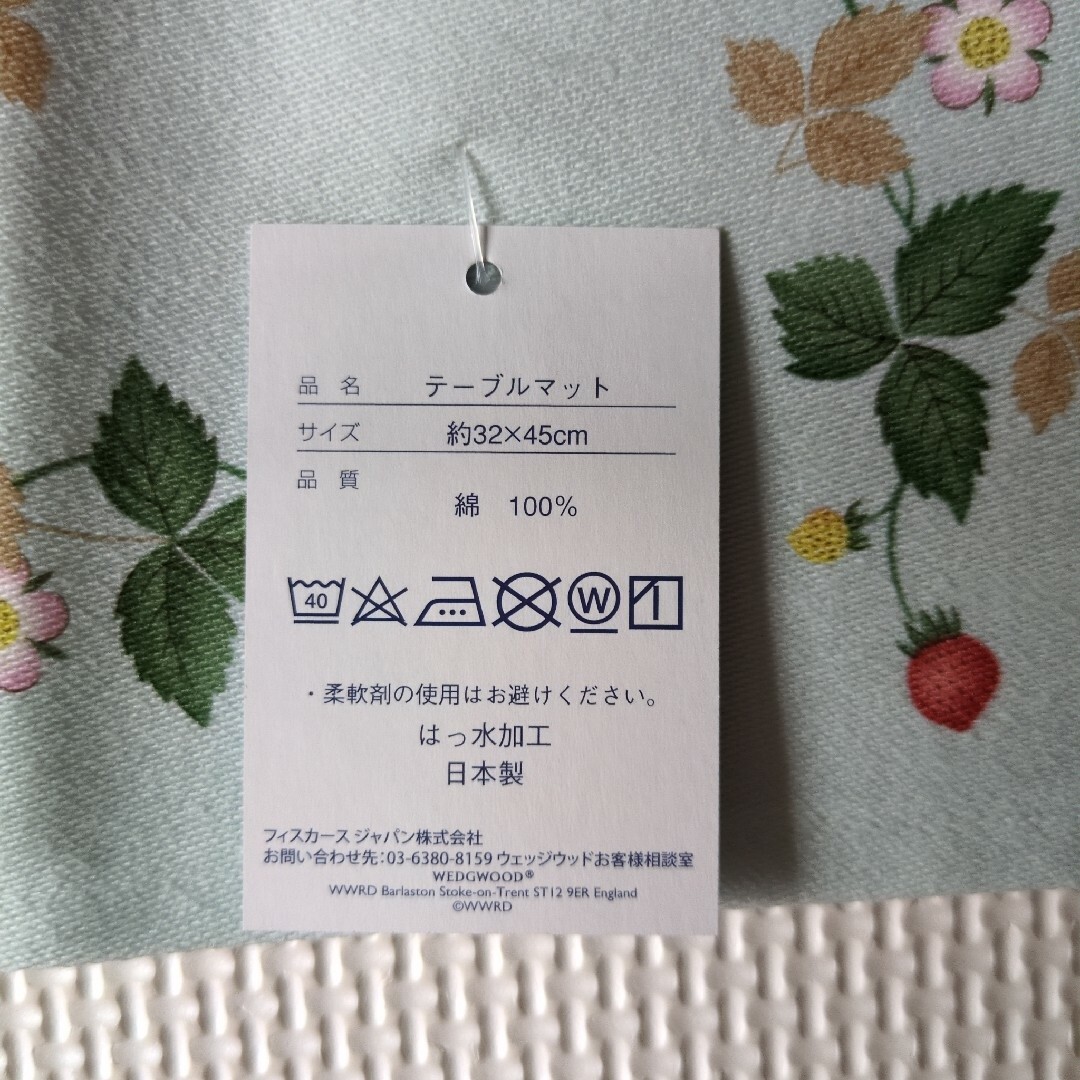 品 名 テーブルマット
サイズ 約32×45cm
品 質
綿 100%
40 W
・柔軟剤の使用はお避けください。
はっ水加工
日本製
フィスカース ジャパン株式会社
お問い合わせ先：03-6380-8159 ウェッジウッドお客様相談室
WEDGWOOD®
WWRD Barlaston Stoke-on-Trent ST12 9ER England
©WWRD